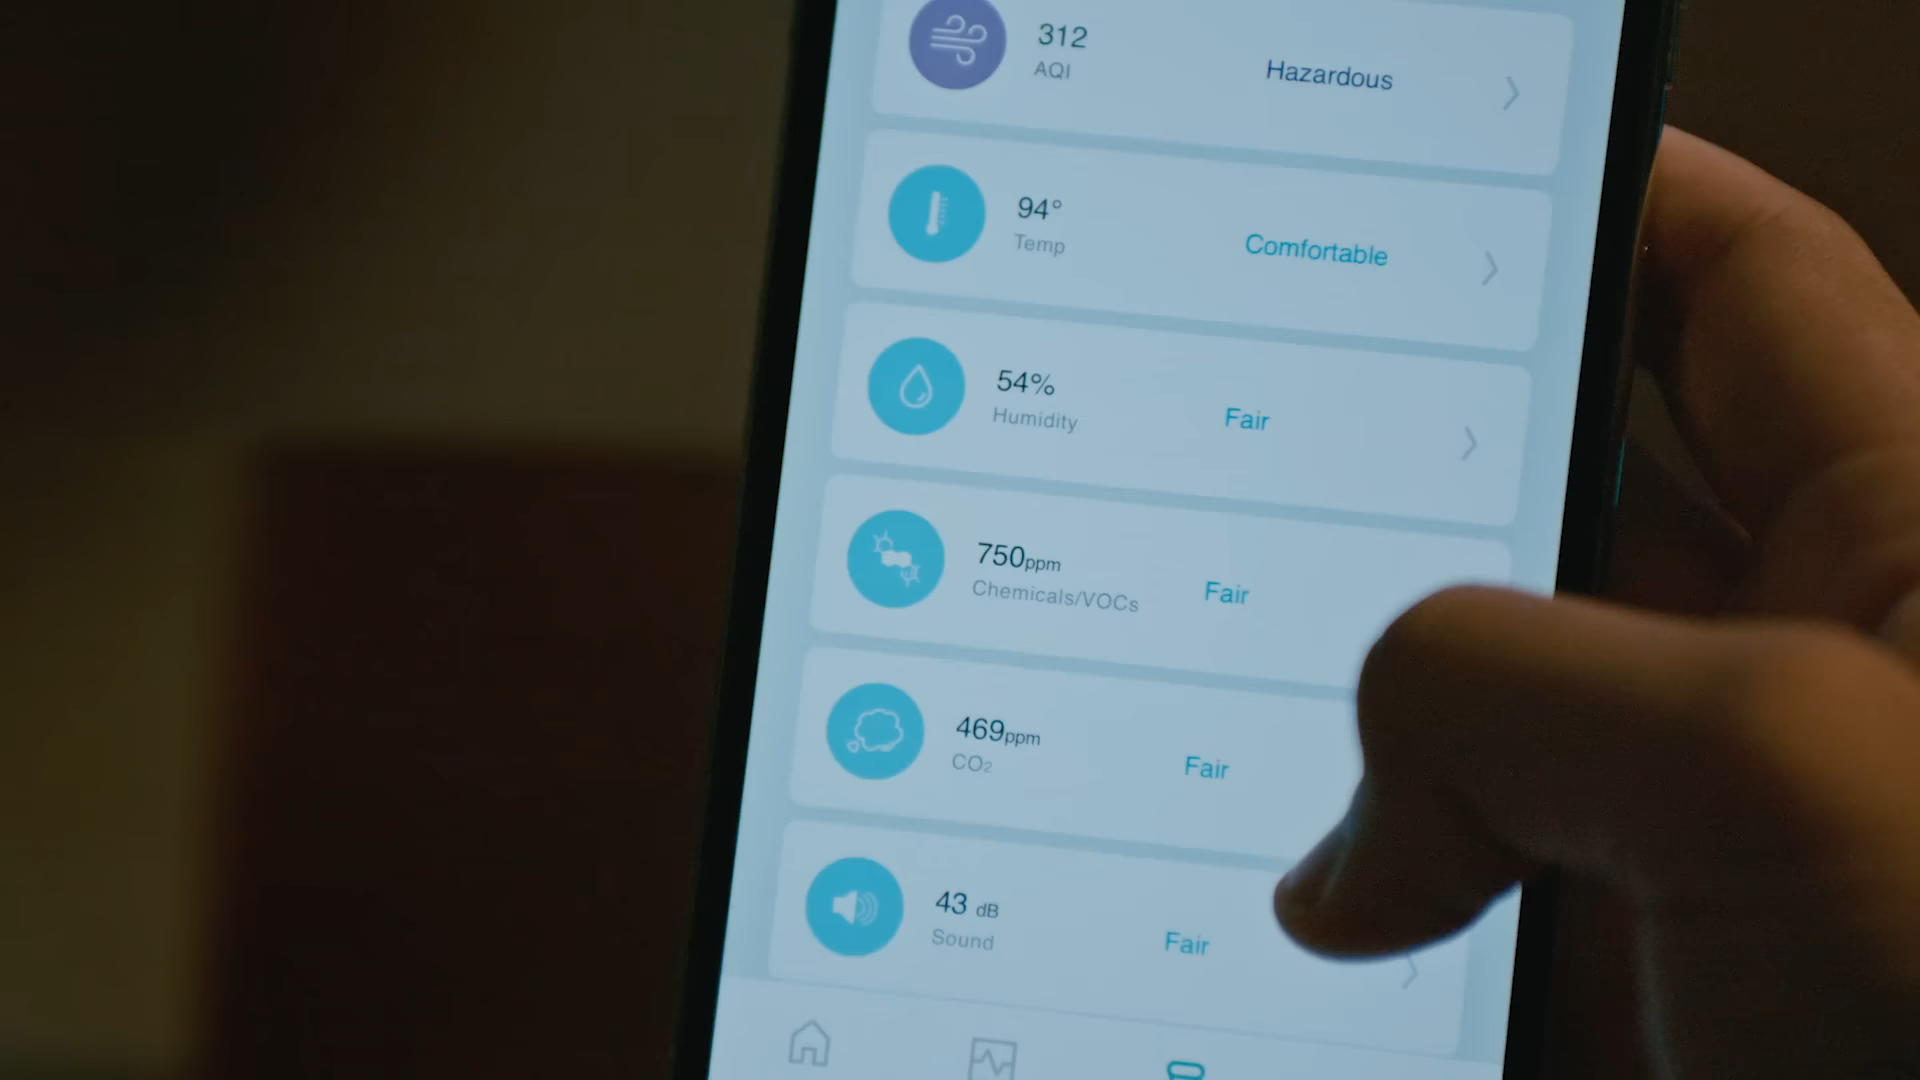 312
AQI
Hazardous
94°
Temp
Comfortable
54%
Humidity
Fair
750ppm
Chemicals/VOCs
Fair
469ppm
CO₂
Fair
43 dB
Sound
Fair